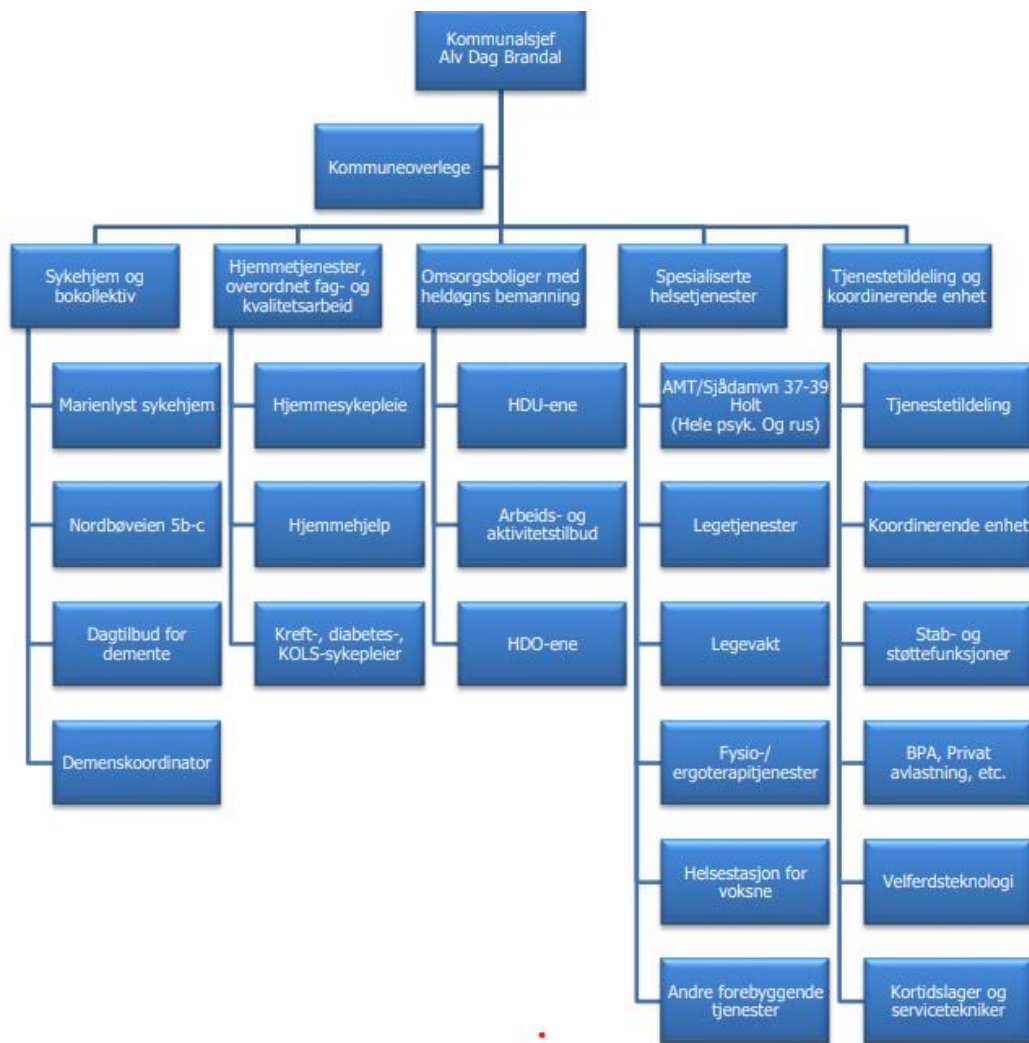 Kommunalsjef
Alv Dag Brandal
Kommuneoverlege
Sykehjem og
bokollektiv
Marienlyst sykehjem
Nordbøveien 5b-c
Dagtilbud for
demente
Demenskoordinator
Hjemmetjenester,
overordnet fag- og
kvalitetsarbeid
Hjemmesykepleie
Hjemmehjelp
Kreft-, diabetes-,
KOLS-sykepleier
Omsorgsboliger med
heldøgns bemanning
HDU-ene
Arbeids- og
aktivitetstilbud
HDO-ene
Spesialiserte
helsetjenester
AMT/Sjådamvn 37-39
Holt
(Hele psyk. Og rus)
Legetjenester
Legevakt
Fysio-/
ergoterapitjenester
Helsestasjon for
voksne
Andre forebyggende
tjenester
Tjenestetildeling og
koordinerende enhet
Tjenestetildeling
Koordinerende enhet
Stab- og
støttefunksjoner
BPA, Privat
avlastning, etc.
Velferdsteknologi
Kortidslager og
servicetekniker